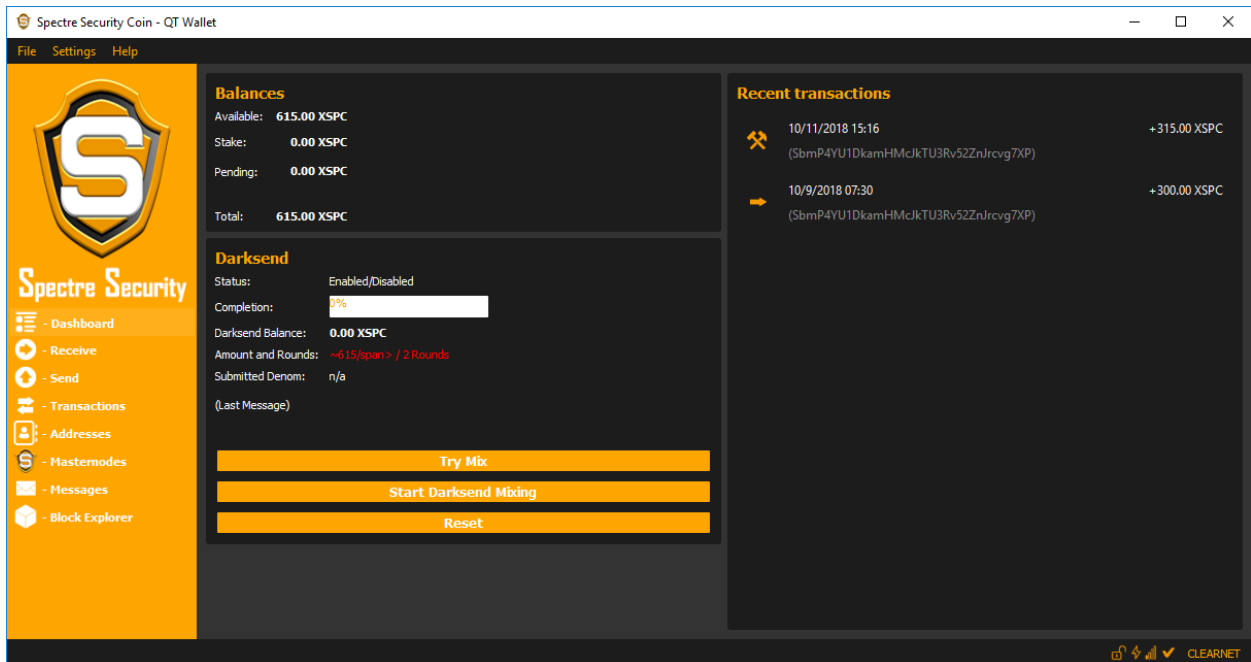 Spectre Security Coin - QT Wallet
File Settings Help
S
Spectre Security
- Dashboard
- Receive
- Send
- Transactions
- Addresses
- Masternodes
- Messages
- Block Explorer
Balances
Available: 615.00 XSPC
Stake: 0.00 XSPC
Pending: 0.00 XSPC
Total: 615.00 XSPC
Darksend
Status: Enabled/Disabled
Completion: 0%
Darksend Balance: 0.00 XSPC
Amount and Rounds: ~615/span> / 2 Rounds
Submitted Denom: n/a
(Last Message)
Try Mix
Start Darksend Mixing
Reset
Recent transactions
10/11/2018 15:16 +315.00 XSPC
(SbmP4YU1DkamHMcJkTU3Rv52ZnJrcvg7XP)
10/9/2018 07:30 +300.00 XSPC
(SbmP4YU1DkamHMcJkTU3Rv52ZnJrcvg7XP)
CLEARNET